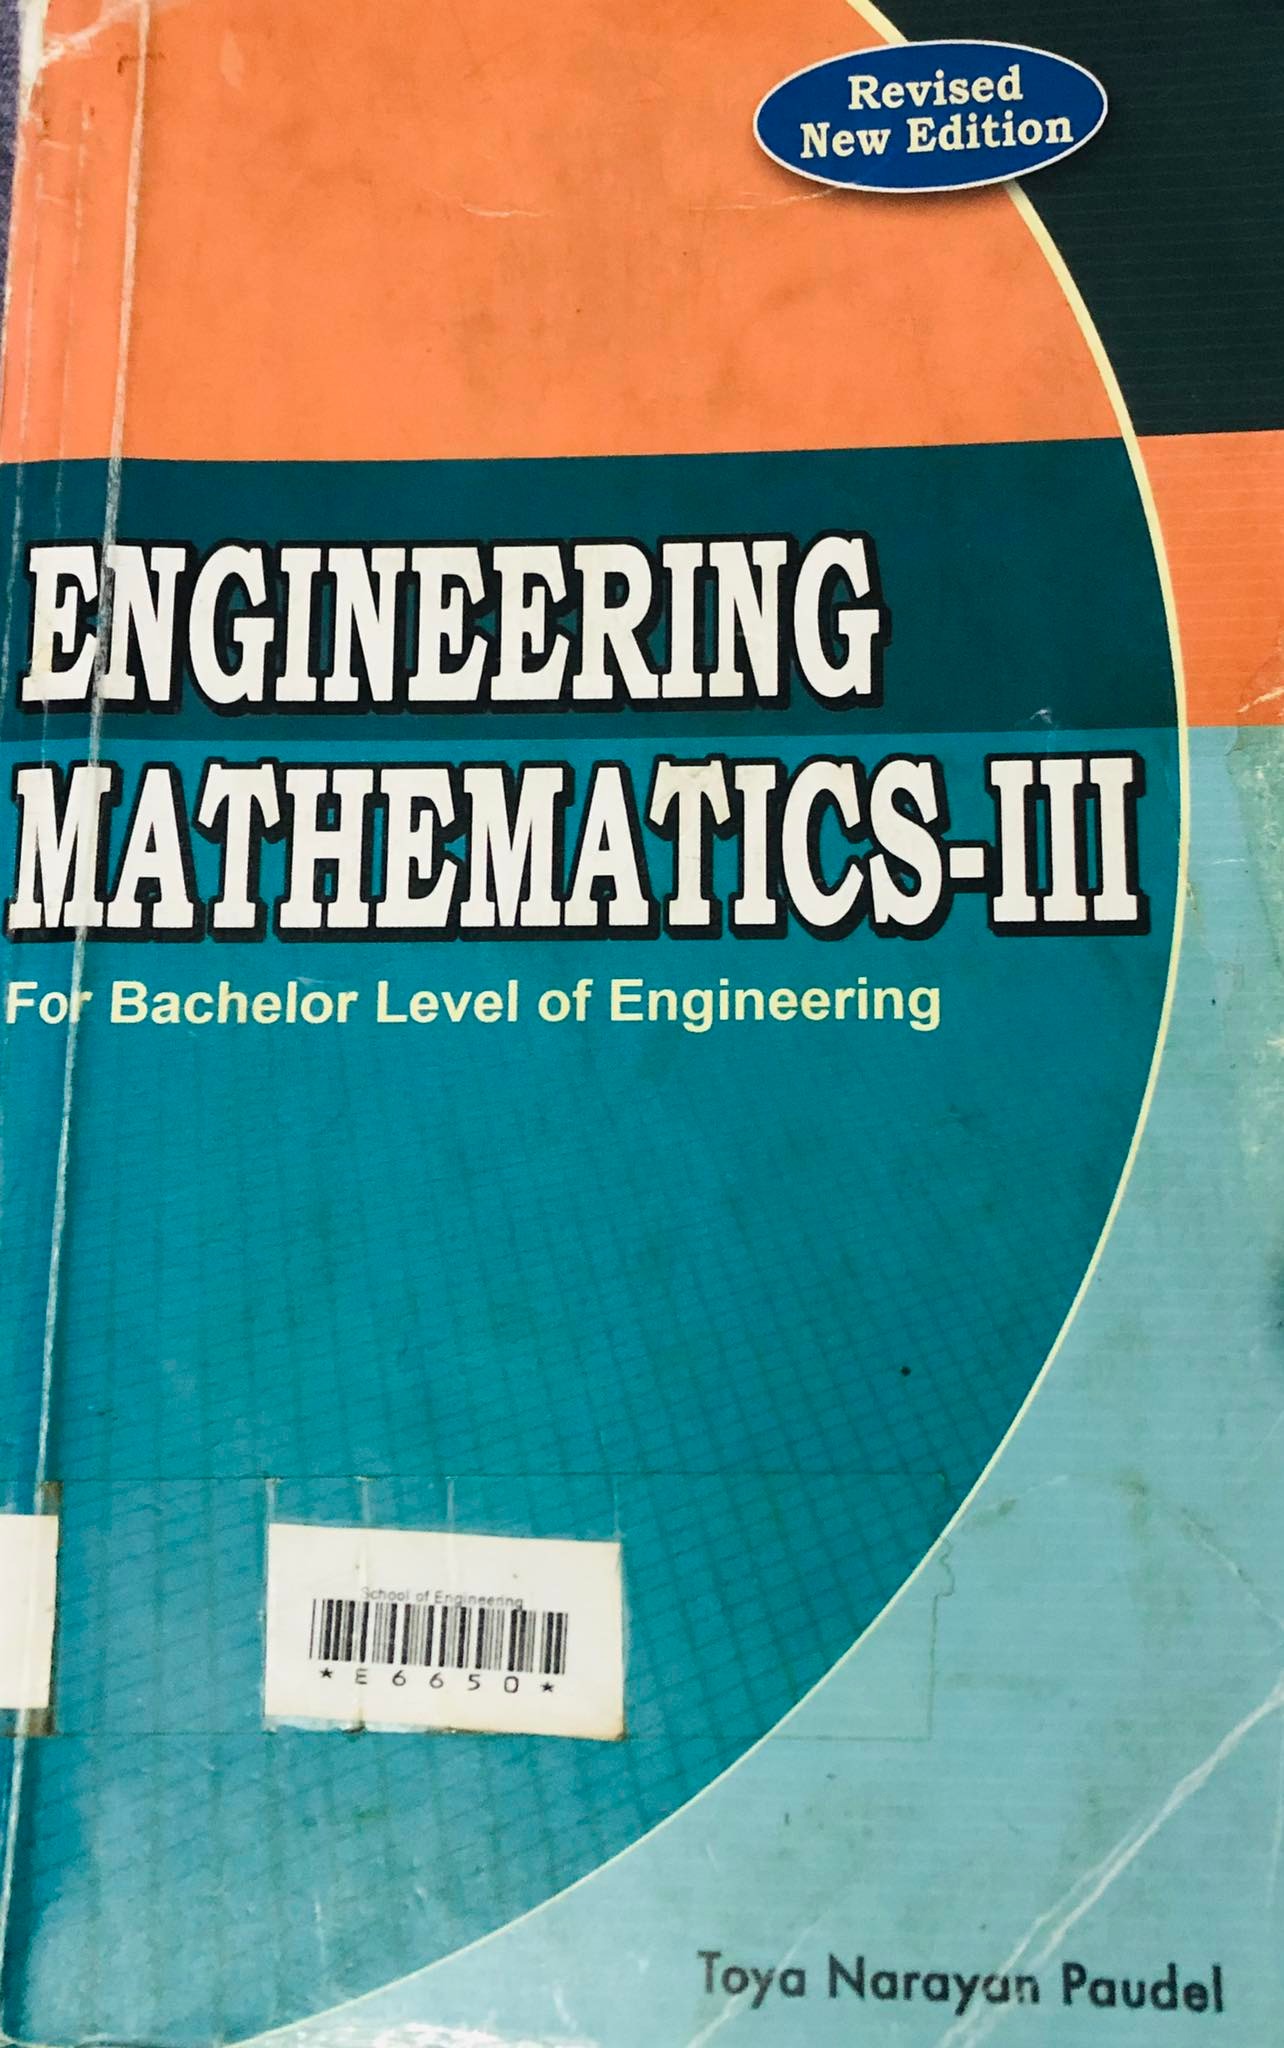 Revised
New Edition
ENGINEERING
MATHEMATICS-III
For Bachelor Level of Engineering
School of Engineering
*E6650*
Toya Narayan Paudel